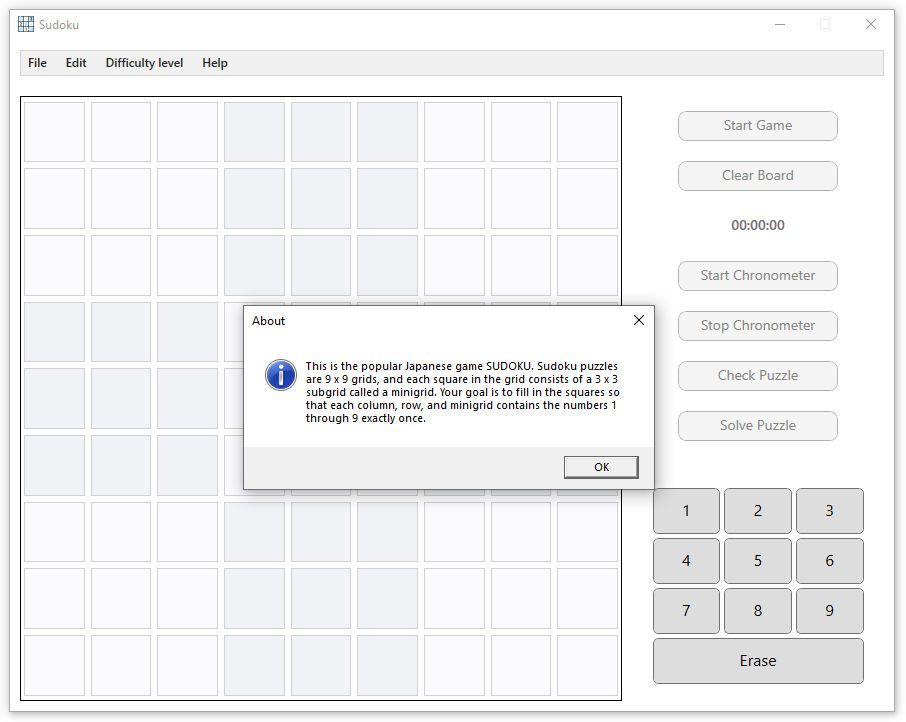 Sudoku
File Edit Difficulty level Help
Start Game
Clear Board
00:00:00
Start Chronometer
Stop Chronometer
Check Puzzle
Solve Puzzle
About
This is the popular Japanese game SUDOKU. Sudoku puzzles
are 9 x 9 grids, and each square in the grid consists of a 3 x 3
subgrid called a minigrid. Your goal is to fill in the squares so
that each column, row, and minigrid contains the numbers 1
through 9 exactly once.
OK
1 2 3
4 5 6
7 8 9
Erase